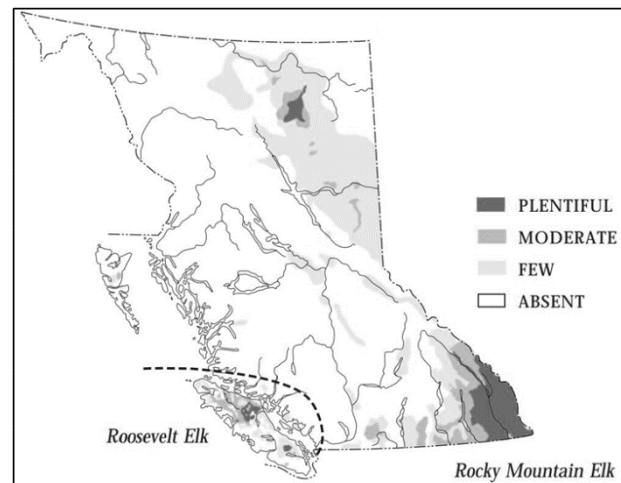 PLENTIFUL
MODERATE
FEW
ABSENT
Roosevelt Elk
Rocky Mountain Elk